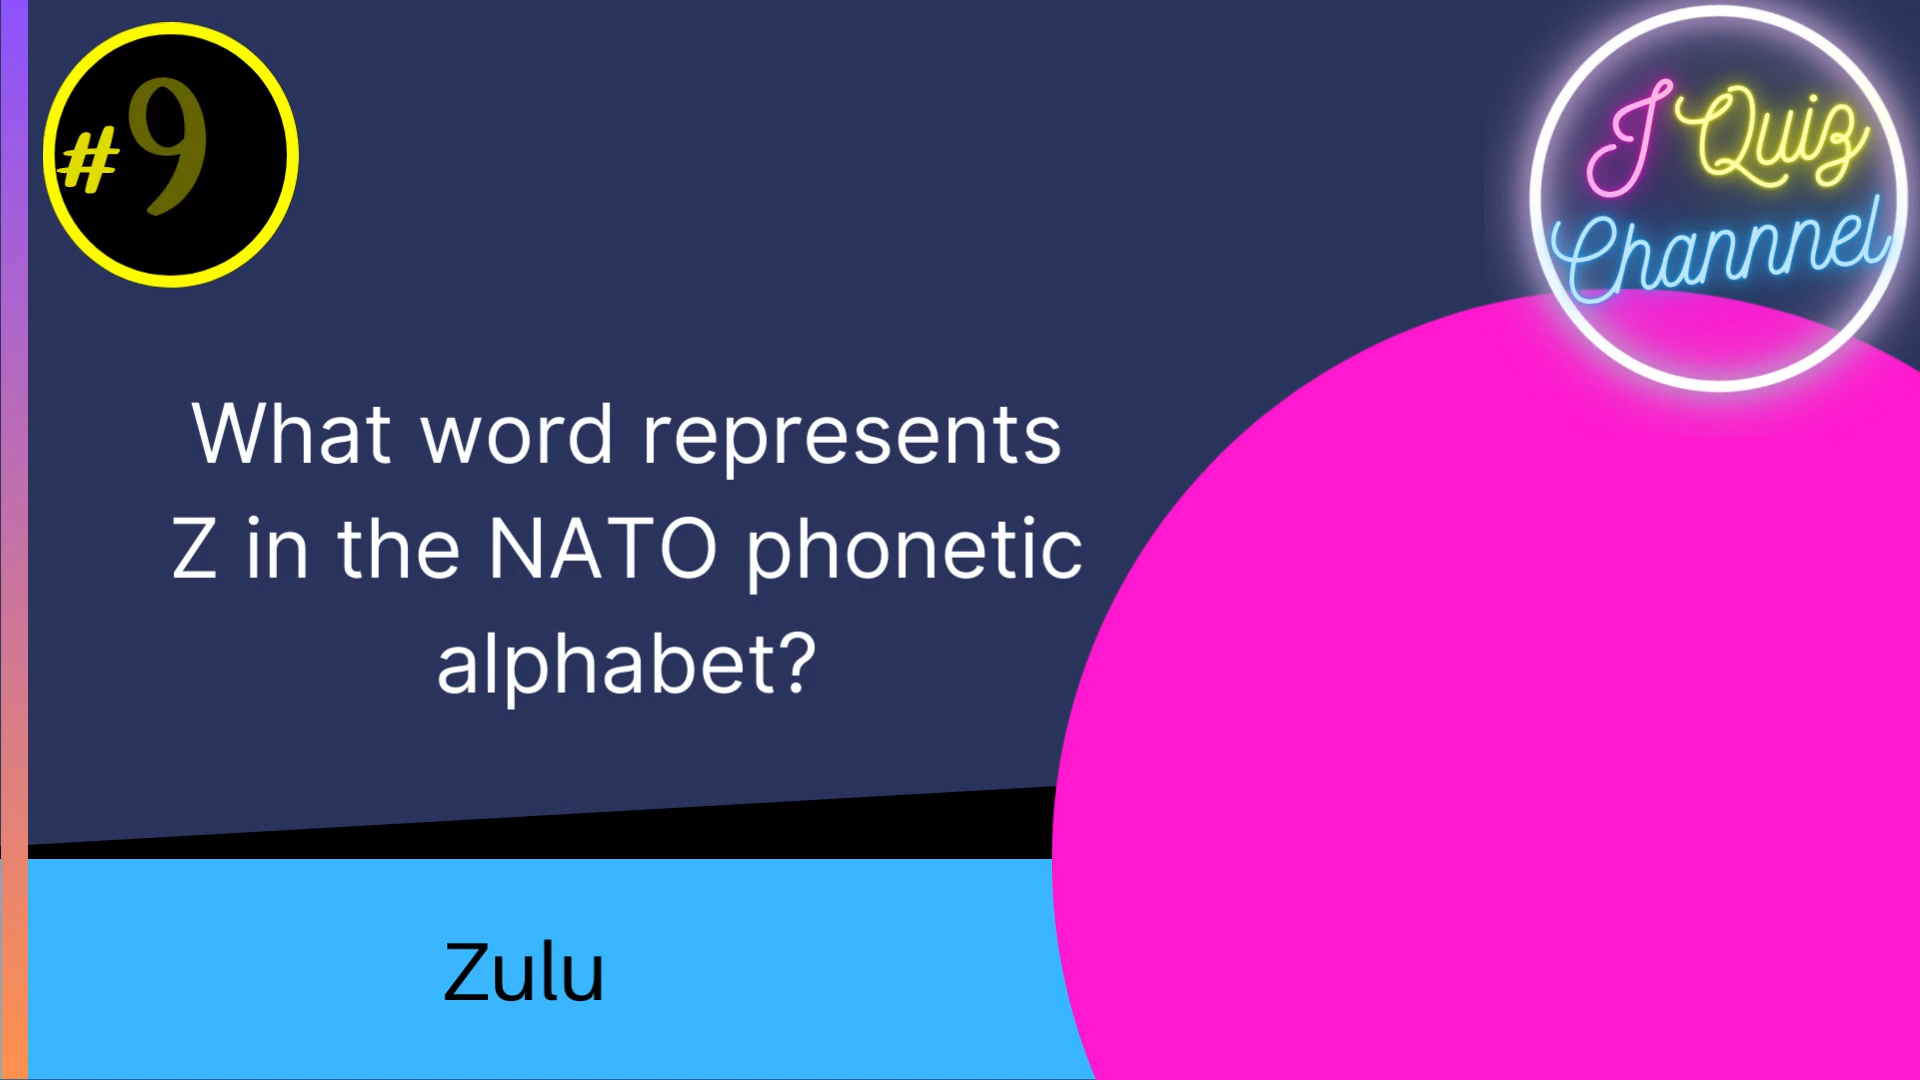 #9
J Quiz
Channnel
What word represents
Z in the NATO phonetic
alphabet?
Zulu